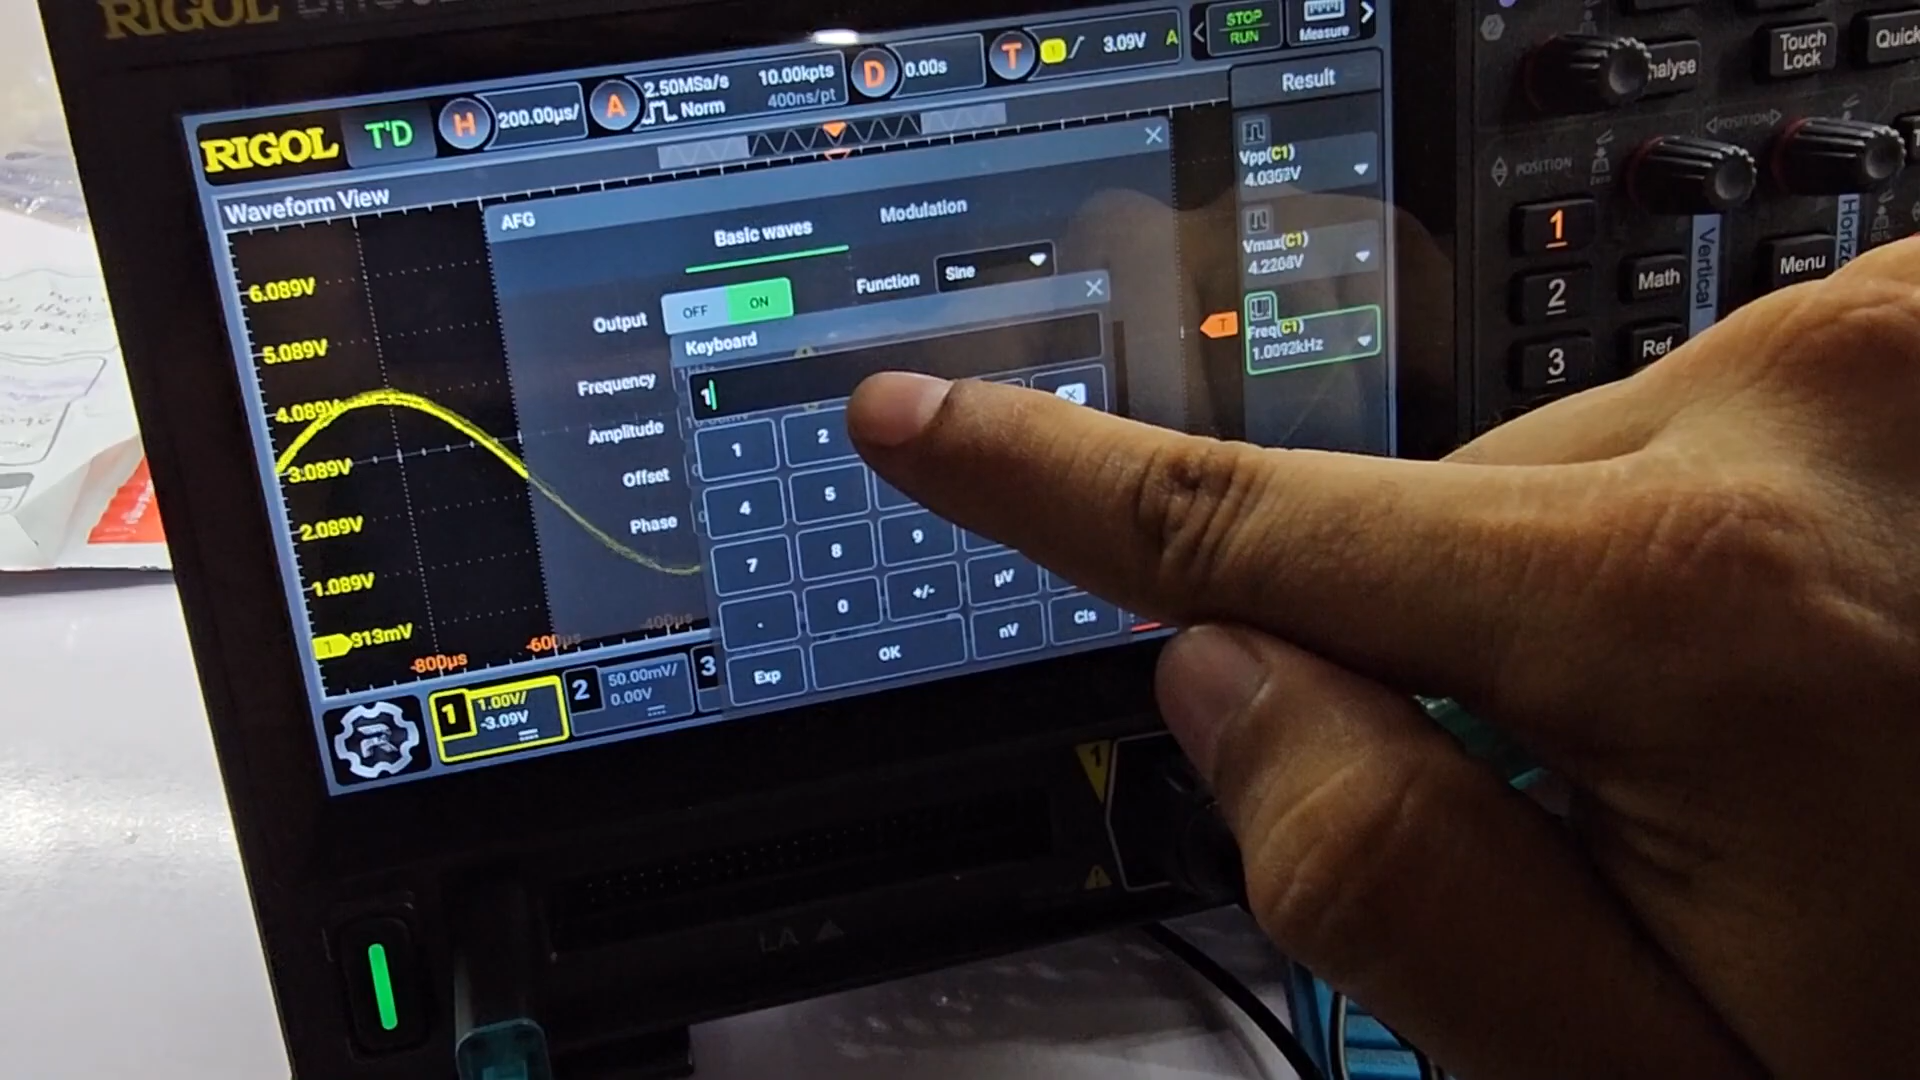 RIGOL
RIGOL
T'D
H
200.00µs/
A
2.50MSa/s
Norm
10.00kpts
400ns/pt
D
0.00s
T
1
3.09V
A
STOP
RUN
Measure
Waveform View
AFG
Basic waves
Modulation
Output
OFF
ON
Function
Sine
Keyboard
1
Frequency
Amplitude
Offset
Phase
1
2
4
5
7
8
9
.
0
+/-
µV
Exp
OK
nV
Cls
6.089V
5.089V
4.089V
3.089V
2.089V
1.089V
1
913mV
-800µs
-600µs
-400µs
1
1.00V/
-3.09V
2
50.00mV/
0.00V
3
Result
Vpp(C1)
Vmax(C1)
4.2208V
Freq(C1)
1.0092kHz
T
Touch
Lock
Quick
POSITION
POSITION
Zero
1
2
3
Math
Ref
Menu
Vertical
LA
1